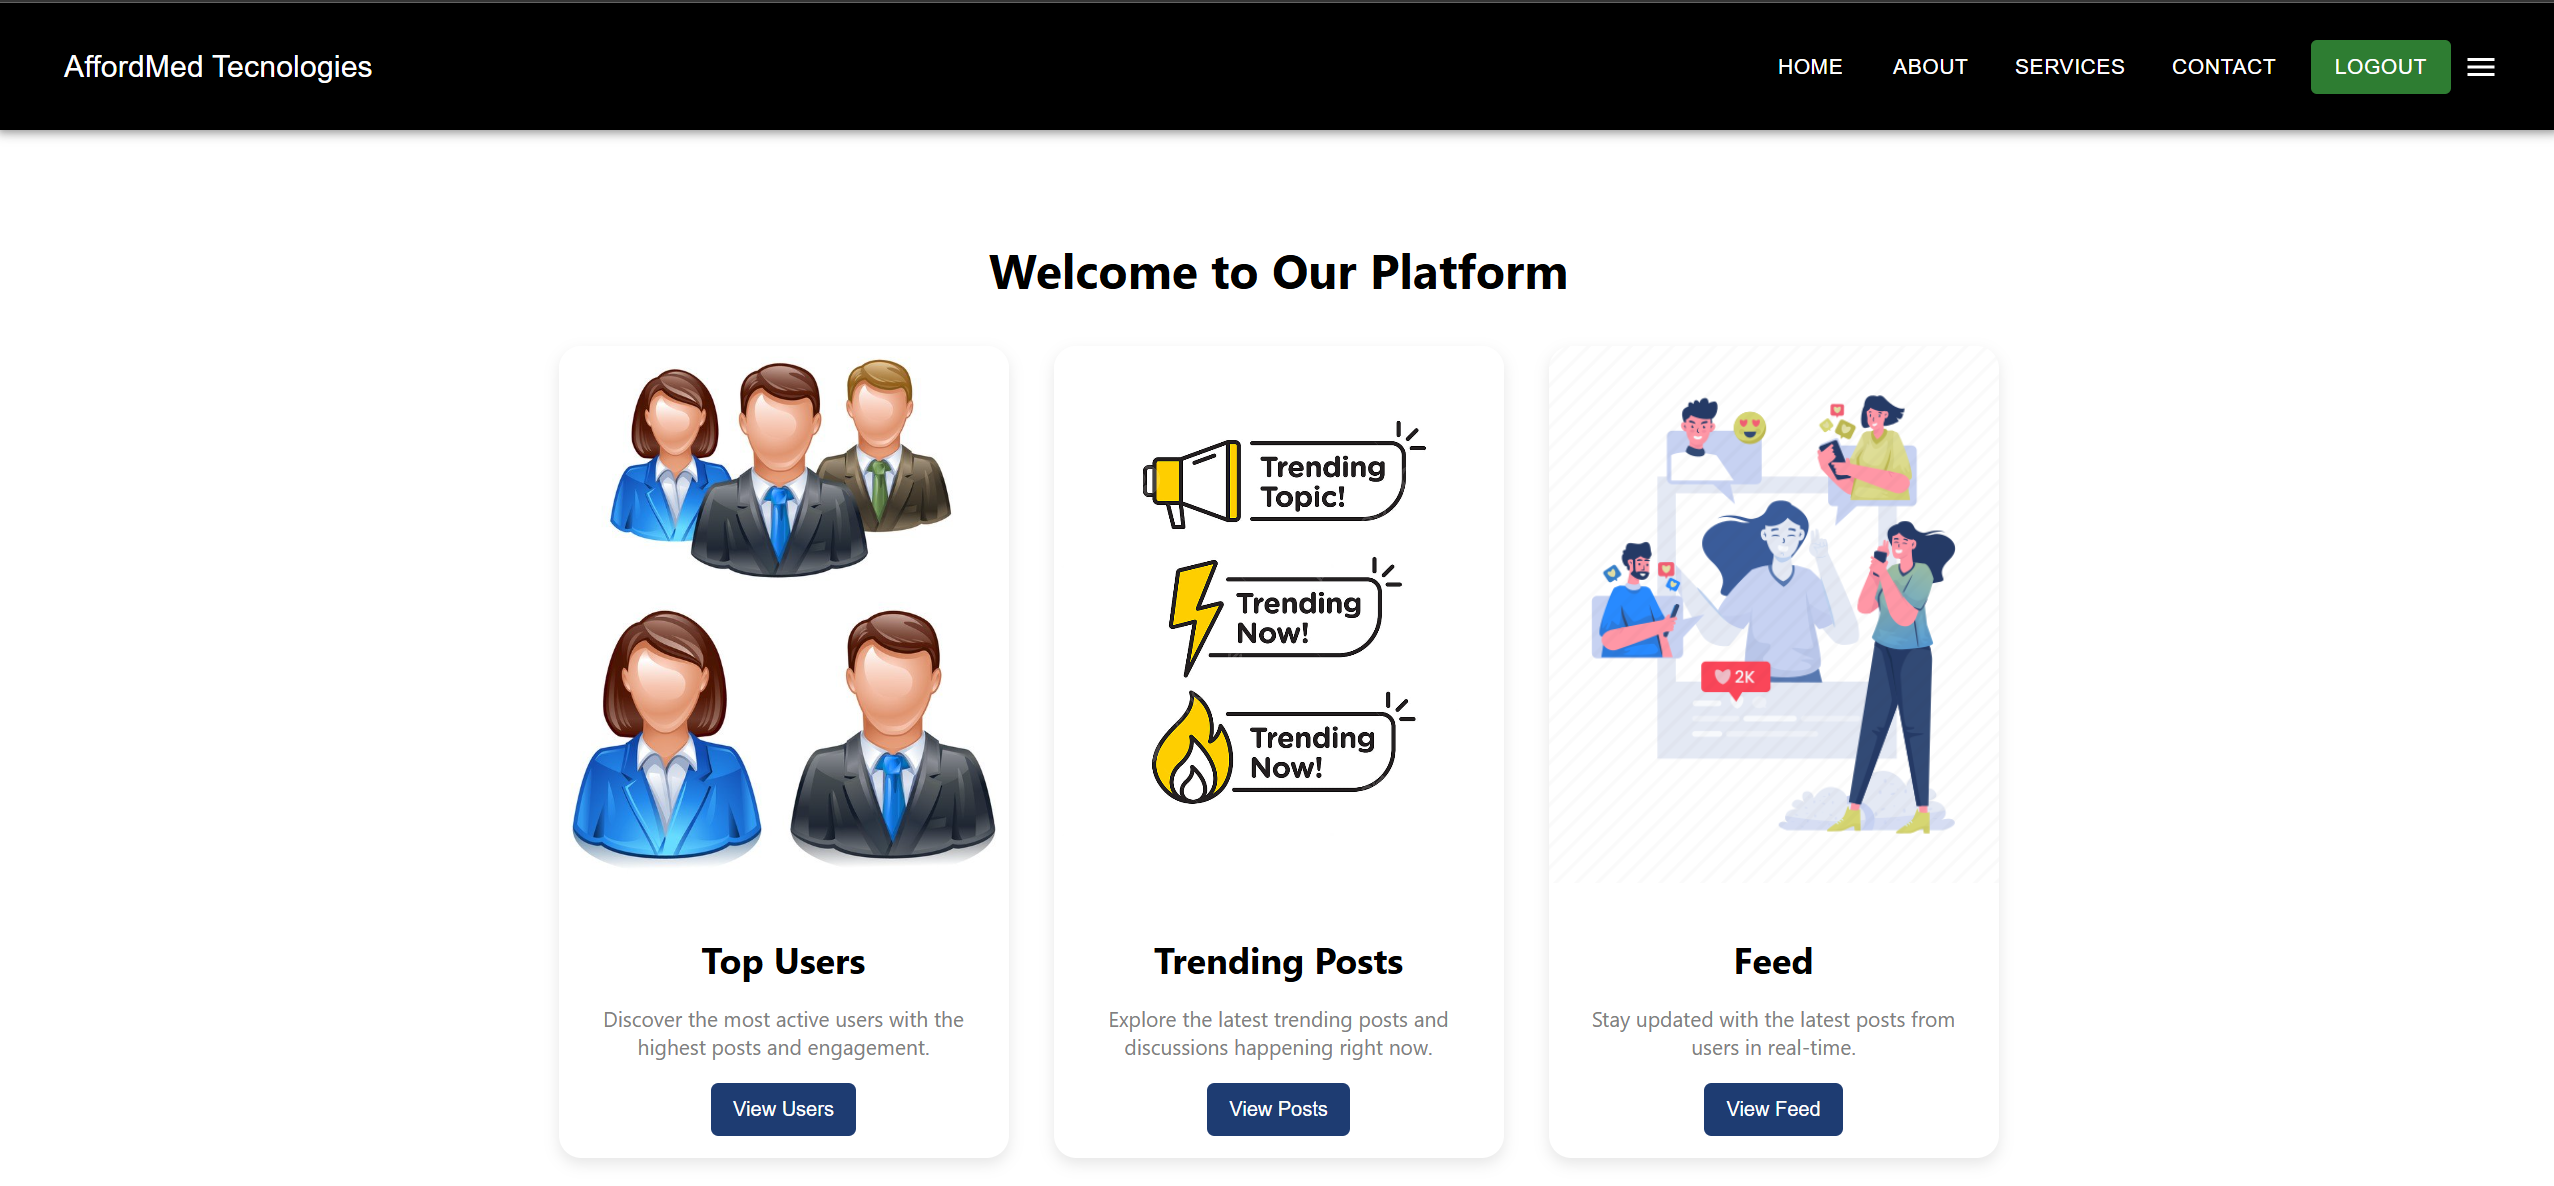 AffordMed Tecnologies
HOME
ABOUT
SERVICES
CONTACT
LOGOUT
Welcome to Our Platform
Trending
Topic!
Trending
Now!
Trending
Now!
2K
Top Users
Discover the most active users with the
highest posts and engagement.
View Users
Trending Posts
Explore the latest trending posts and
discussions happening right now.
View Posts
Feed
Stay updated with the latest posts from
users in real-time.
View Feed